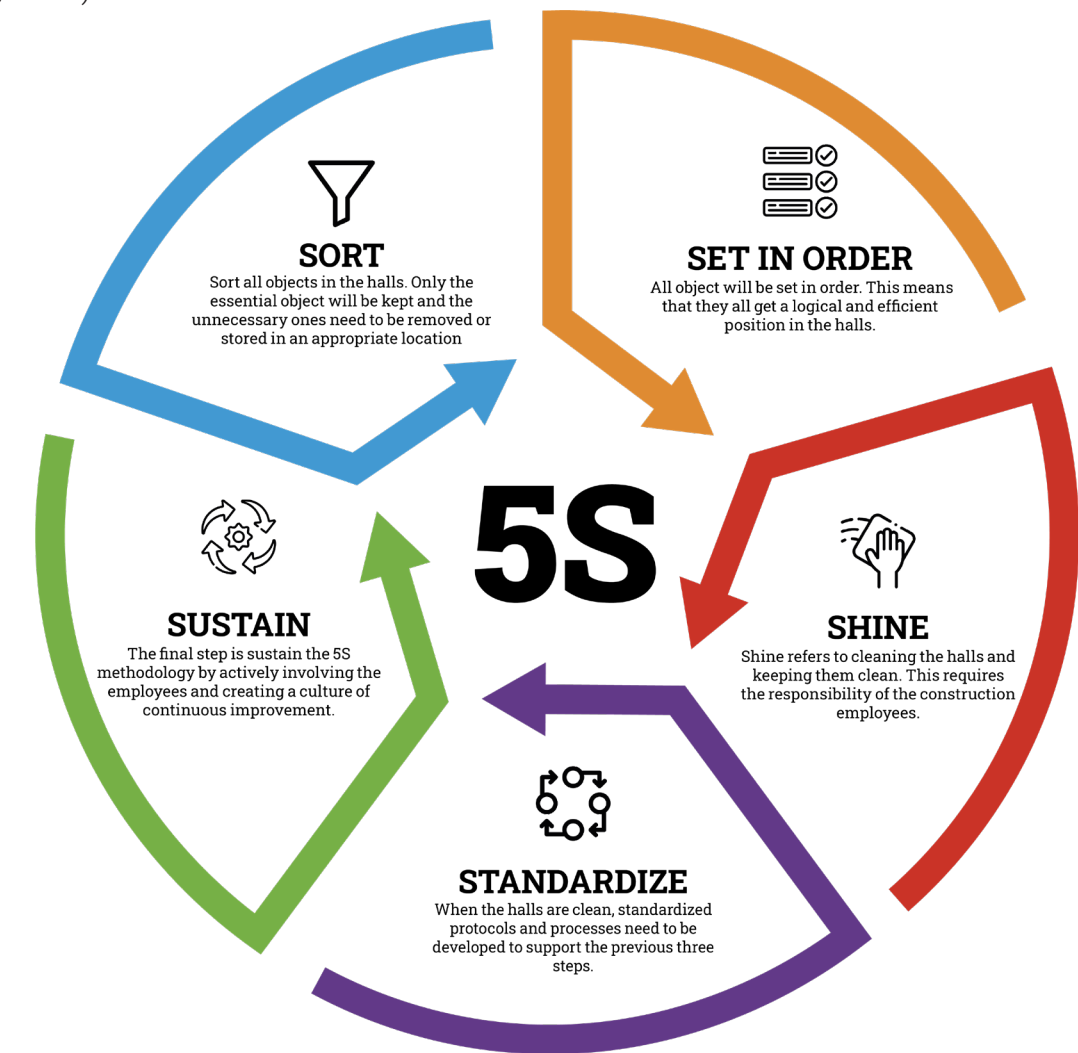 SORT
Sort all objects in the halls. Only the
essential object will be kept and the
unnecessary ones need to be removed or
stored in an appropriate location
SET IN ORDER
All object will be set in order. This means
that they all get a logical and efficient
position in the halls.
5S
SUSTAIN
The final step is sustain the 5S
methodology by actively involving the
employees and creating a culture of
continuous improvement.
SHINE
Shine refers to cleaning the halls and
keeping them clean. This requires
the responsibility of the construction
employees.
STANDARDIZE
When the halls are clean, standardized
protocols and processes need to be
developed to support the previous three
steps.